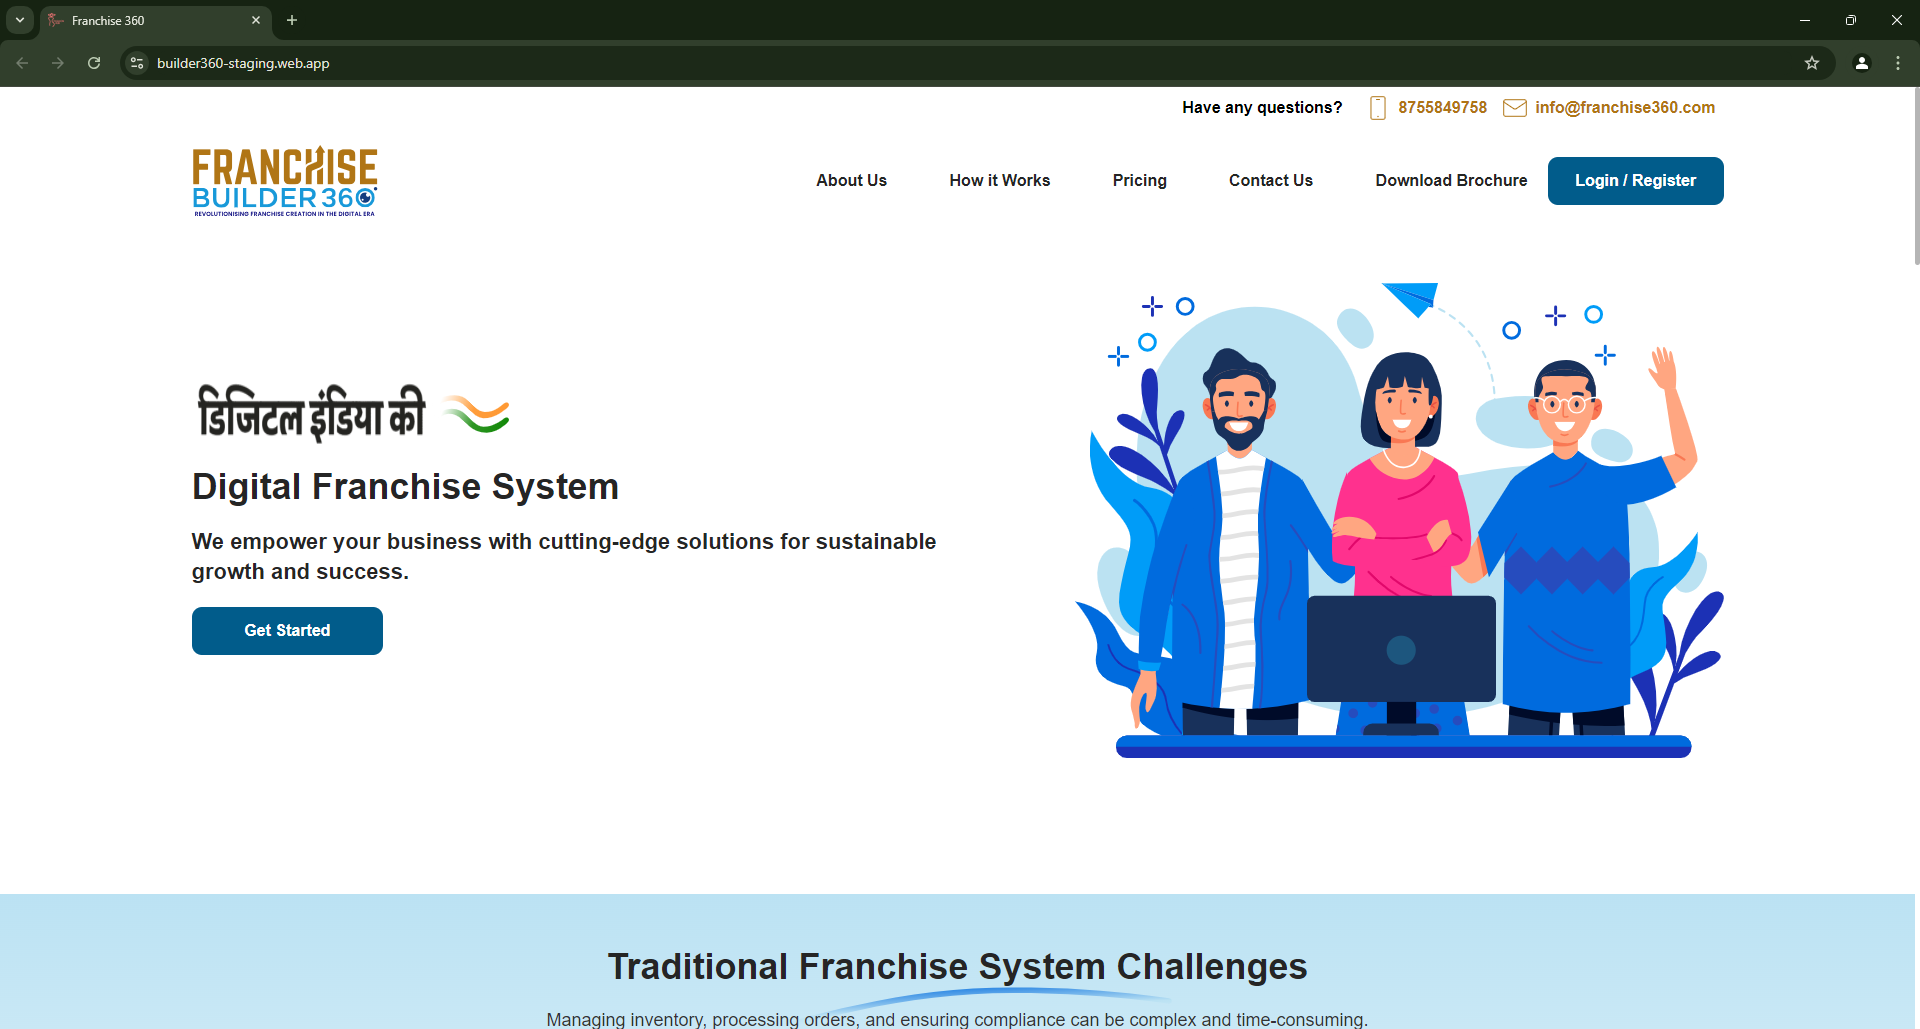 Franchise 360
builder360-staging.web.app
Have any questions? 8755849758 info@franchise360.com
FRANCHISE
BUILDER 360
REVOLUTIONISING FRANCHISE CREATION IN THE DIGITAL ERA
About Us How it Works Pricing Contact Us Download Brochure Login / Register
डिजिटल इंडिया की
Digital Franchise System
We empower your business with cutting-edge solutions for sustainable
growth and success.
Get Started
Traditional Franchise System Challenges
Managing inventory, processing orders, and ensuring compliance can be complex and time-consuming.